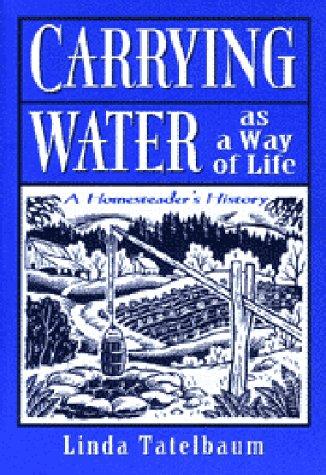 CARRYING
WATER as
a Way
of Life
A Homesteader's History
Linda Tatelbaum